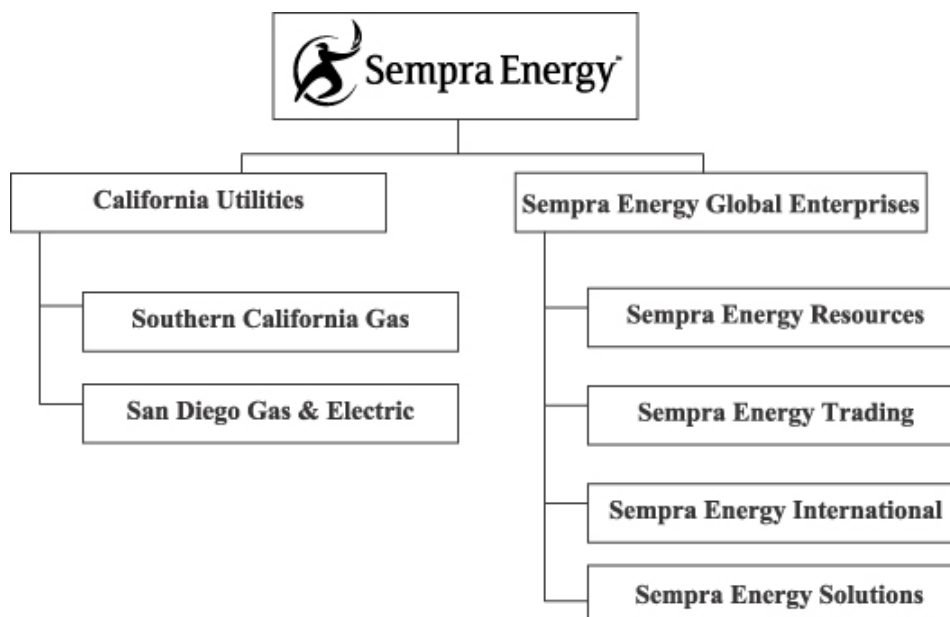 Sempra Energy™
California Utilities
Sempra Energy Global Enterprises
Southern California Gas
Sempra Energy Resources
San Diego Gas & Electric
Sempra Energy Trading
Sempra Energy International
Sempra Energy Solutions